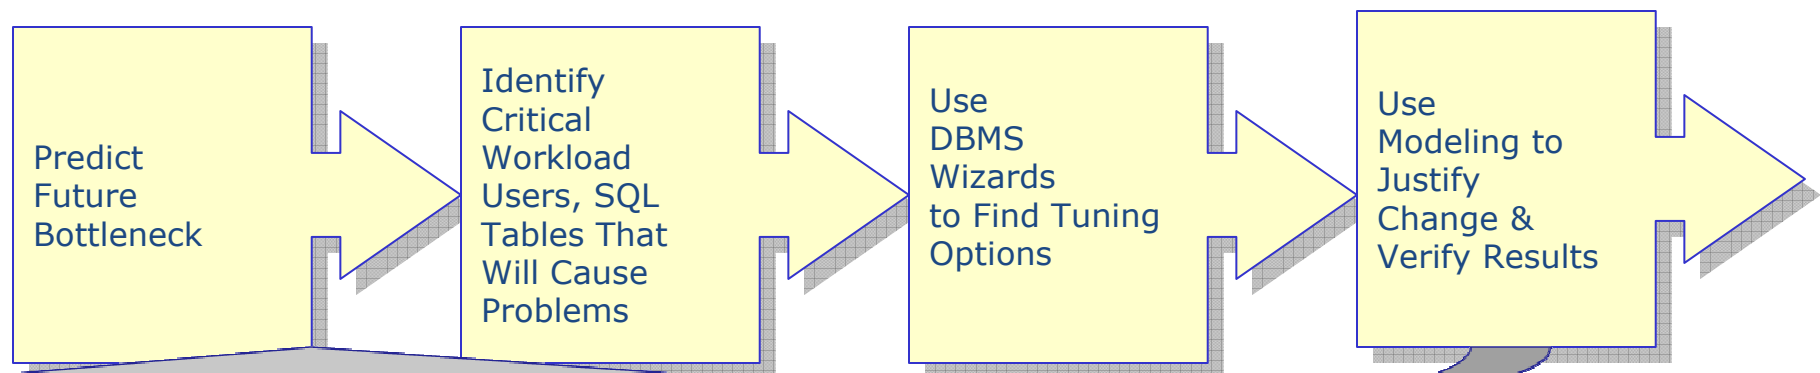 Predict
Future
Bottleneck
Identify
Critical
Workload
Users, SQL
Tables That
Will Cause
Problems
Use
DBMS
Wizards
to Find Tuning
Options
Use
Modeling to
Justify
Change &
Verify Results